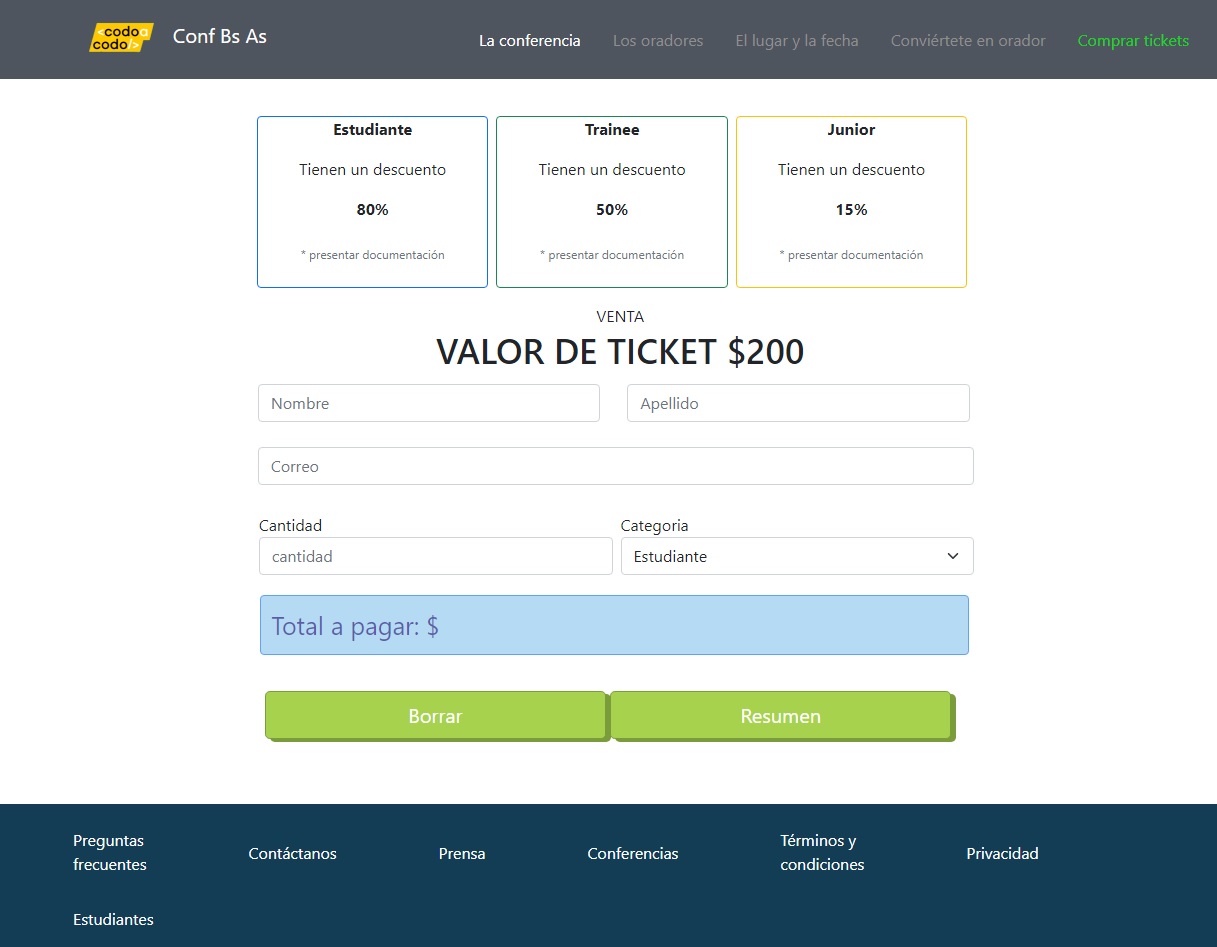 <codoa
codo/>
Conf Bs As
La conferencia
Los oradores
El lugar y la fecha
Conviértete en orador
Comprar tickets
Estudiante
Tienen un descuento
80%
* presentar documentación
Trainee
Tienen un descuento
50%
* presentar documentación
Junior
Tienen un descuento
15%
* presentar documentación
VENTA
VALOR DE TICKET $200
Nombre
Apellido
Correo
Cantidad
cantidad
Categoria
Estudiante
Total a pagar: $
Borrar
Resumen
Preguntas
frecuentes
Contáctanos
Prensa
Conferencias
Términos y
condiciones
Privacidad
Estudiantes